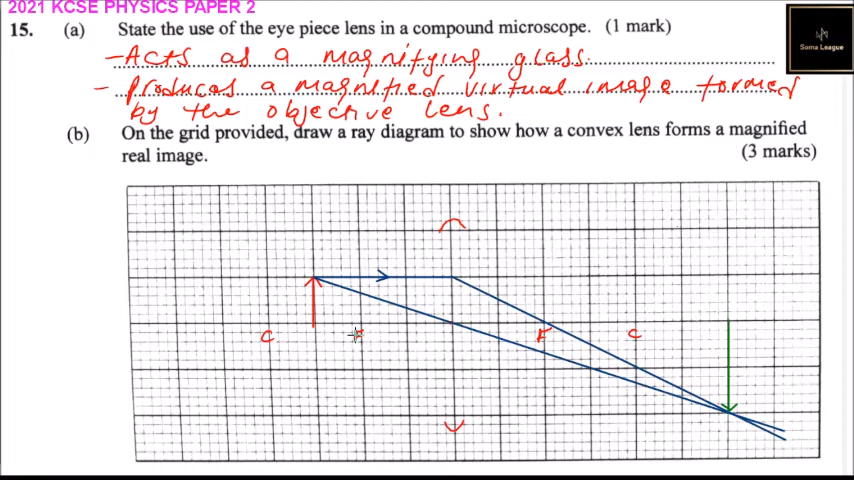 2021 KCSE PHYSICS PAPER 2
15. (a) State the use of the eye piece lens in a compound microscope. (1 mark)
- Acts as a magnifying glass.
- Produces a magnified virtual image formed
by the objective lens.
(b) On the grid provided, draw a ray diagram to show how a convex lens forms a magnified
real image. (3 marks)
C F F C
Soma League